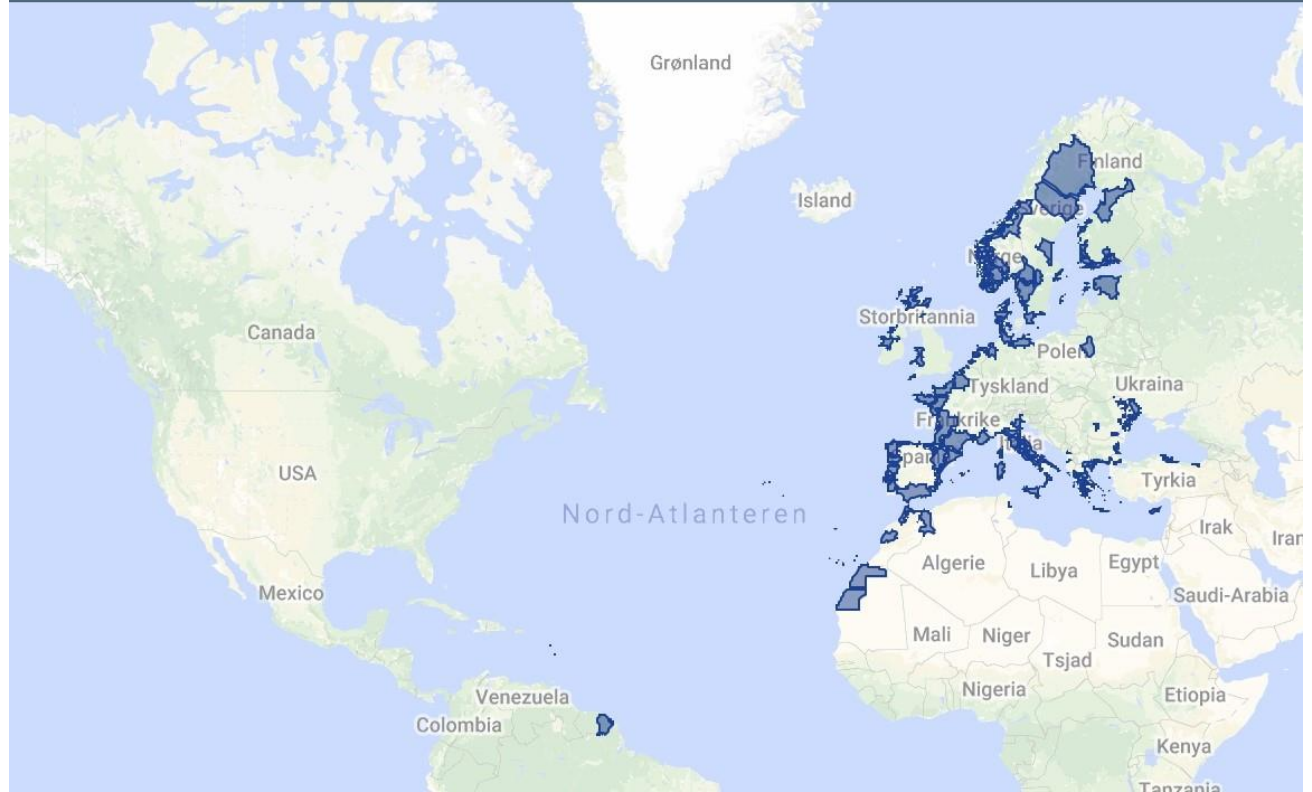 Grønland
Finland
Island
Sverige
Norge
Storbritannia
Canada
Polen
Tyskland
Ukraina
Frankrike
Italia
Spania
USA
Tyrkia
Nord-Atlanteren
Irak
Iran
Algerie
Libya
Egypt
Mexico
Saudi-Arabia
Mali
Niger
Sudan
Tsjad
Venezuela
Nigeria
Etiopia
Colombia
Kenya
Tanzania